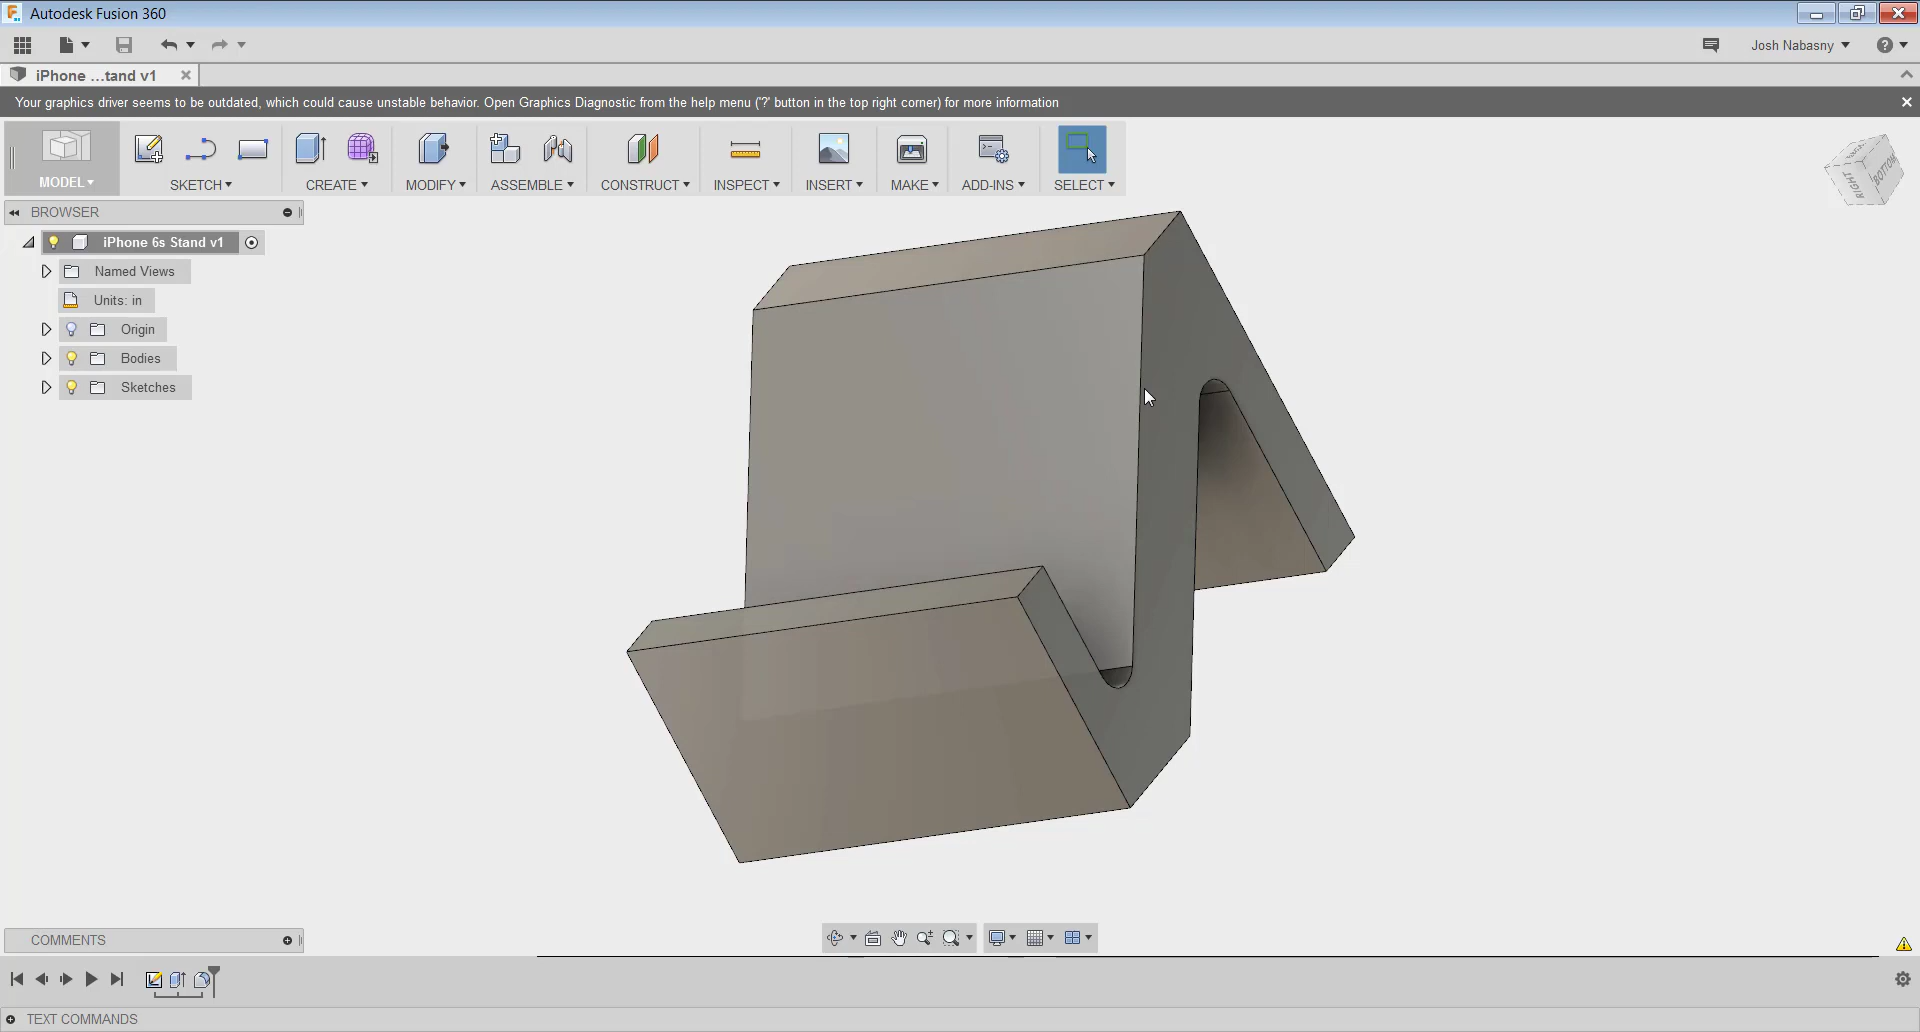 Autodesk Fusion 360
Josh Nabasny
iPhone ...tand v1
Your graphics driver seems to be outdated, which could cause unstable behavior. Open Graphics Diagnostic from the help menu ('?' button in the top right corner) for more information
MODEL
SKETCH
CREATE
MODIFY
ASSEMBLE
CONSTRUCT
INSPECT
INSERT
MAKE
ADD-INS
SELECT
RIGHT
BOTTOM
BROWSER
iPhone 6s Stand v1
Named Views
Units: in
Origin
Bodies
Sketches
COMMENTS
TEXT COMMANDS